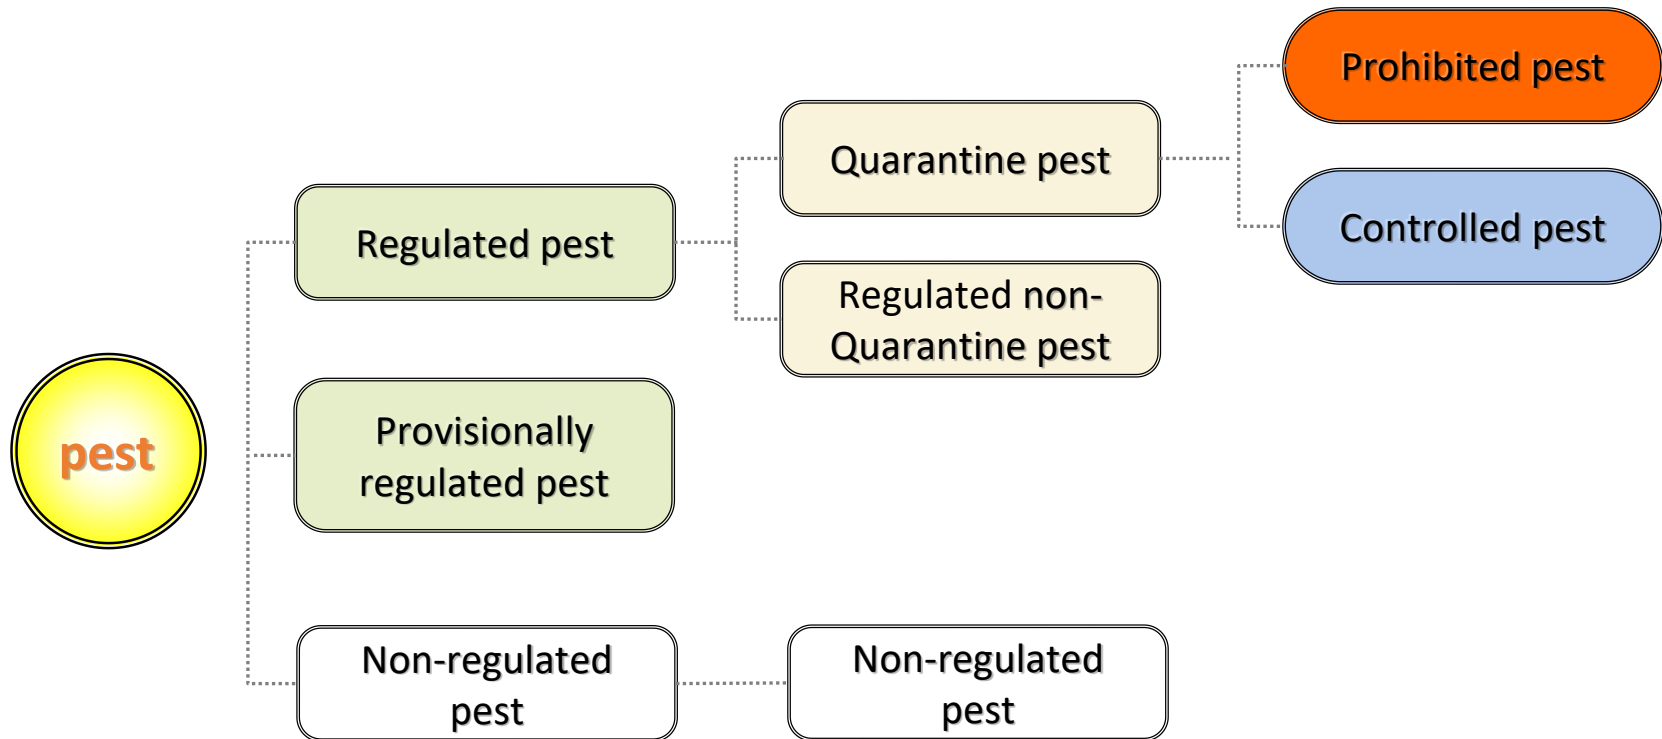 pest
Regulated pest
Provisionally
regulated pest
Non-regulated
pest
Quarantine pest
Regulated non-
Quarantine pest
Non-regulated
pest
Prohibited pest
Controlled pest